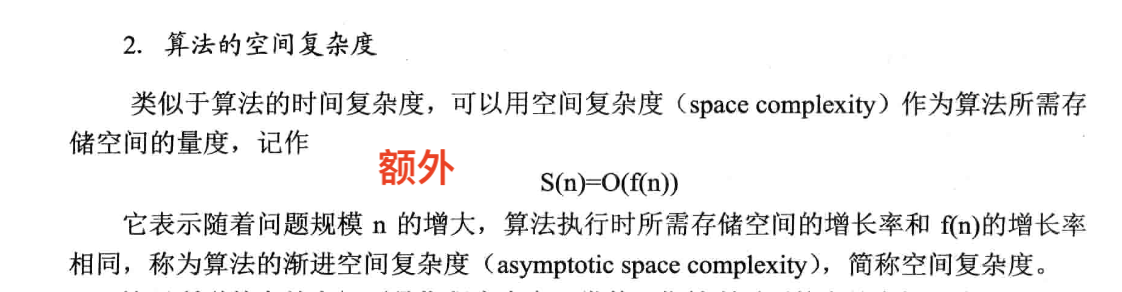 2. 算法的空间复杂度
类似于算法的时间复杂度，可以用空间复杂度（space complexity）作为算法所需存
储空间的量度，记作
额外
S(n)=O(f(n))
它表示随着问题规模 n 的增大，算法执行时所需存储空间的增长率和 f(n)的增长率
相同，称为算法的渐进空间复杂度（asymptotic space complexity），简称空间复杂度。